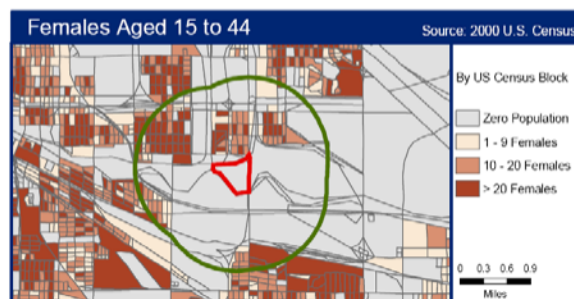 Females Aged 15 to 44
Source: 2000 U.S. Census
By US Census Block
Zero Population
1 - 9 Females
10 - 20 Females
> 20 Females
0 0.3 0.6 0.9
Miles